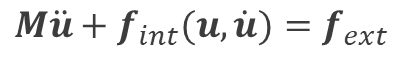 Mü + f_int(u, u̇) = f_ext